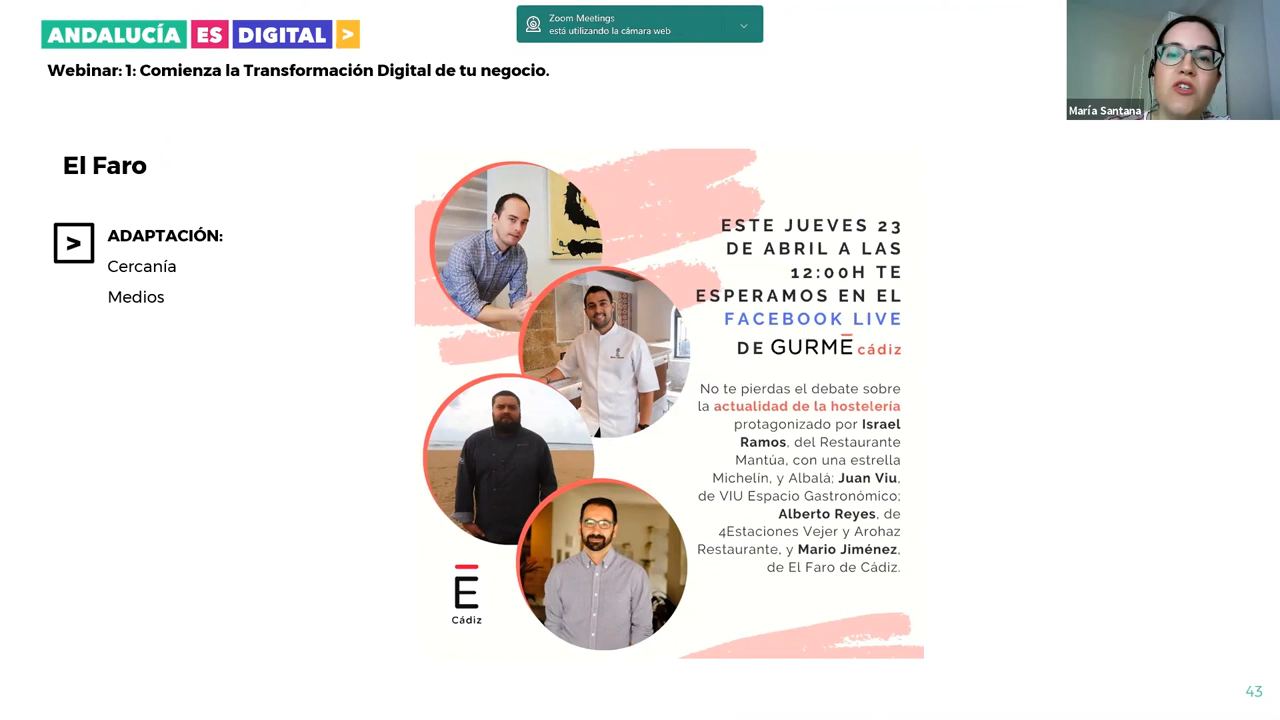 ANDALUCÍA ES DIGITAL >
Zoom Meetings
está utilizando la cámara web
Webinar: 1: Comienza la Transformación Digital de tu negocio.
María Santana
El Faro
>
ADAPTACIÓN:
Cercanía
Medios
ESTE JUEVES 23
DE ABRIL A LAS
12:00H TE
ESPERAMOS EN EL
FACEBOOK LIVE
DE GURMĒ cádiz
No te pierdas el debate sobre
la actualidad de la hostelería
protagonizado por Israel
Ramos, del Restaurante
Mantúa, con una estrella
Michelín, y Albalá; Juan Viu,
de VIU Espacio Gastronómico;
Alberto Reyes, de
4Estaciones Vejer y Arohaz
Restaurante, y Mario Jiménez,
de El Faro de Cádiz.
Ē
Cádiz
43